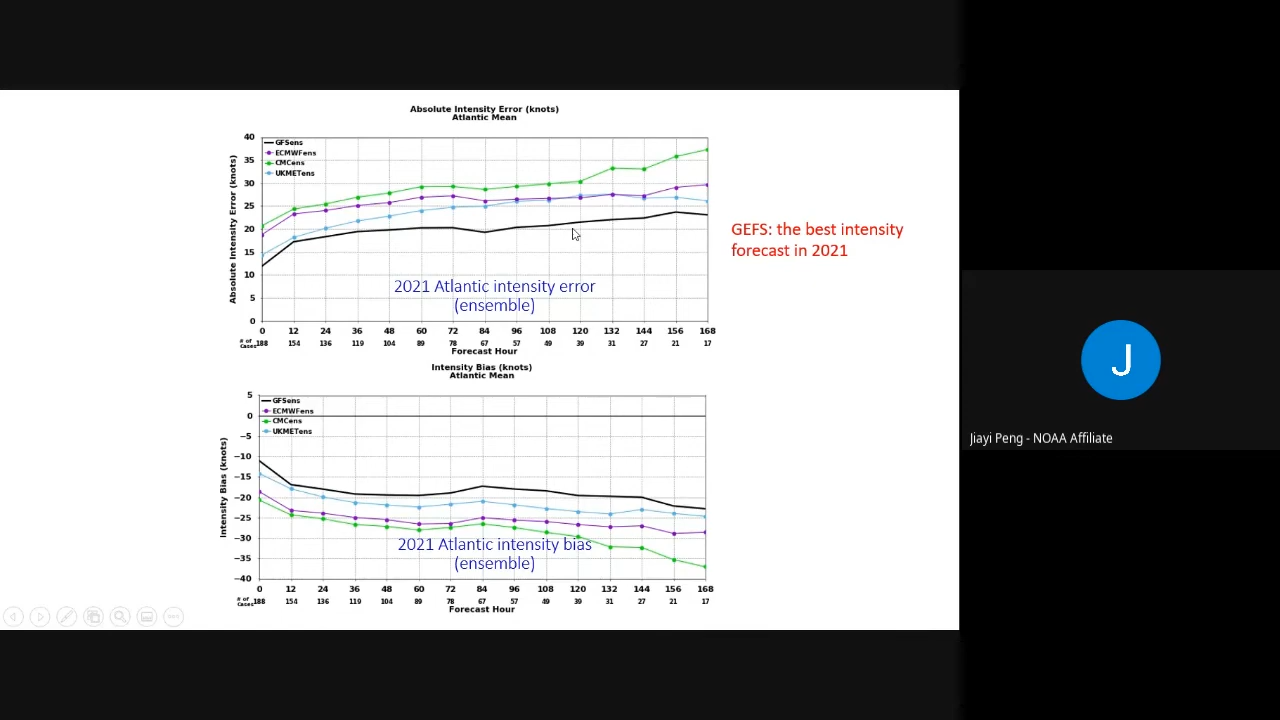 Absolute Intensity Error (knots)
Atlantic Mean
40
35
30
25
20
15
10
5
0
Absolute Intensity Error (knots)
GFSens
ECMWFens
CMCens
UKMETens
2021 Atlantic intensity error
(ensemble)
0 12 24 36 48 60 72 84 96 108 120 132 144 156 168
# of
Cases
188 154 136 119 104 89 78 67 57 49 39 31 27 21 17
Forecast Hour
GEFS: the best intensity
forecast in 2021
Intensity Bias (knots)
Atlantic Mean
5
0
−5
−10
−15
−20
−25
−30
−35
−40
Intensity Bias (knots)
GFSens
ECMWFens
CMCens
UKMETens
2021 Atlantic intensity bias
(ensemble)
0 12 24 36 48 60 72 84 96 108 120 132 144 156 168
# of
Cases
188 154 136 119 104 89 78 67 57 49 39 31 27 21 17
Forecast Hour
J
Jiayi Peng - NOAA Affiliate